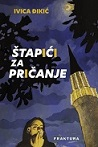 IVICA ĐIKIĆ
ŠTAPIĆI
ZA
PRIČANJE
FRAKTURA